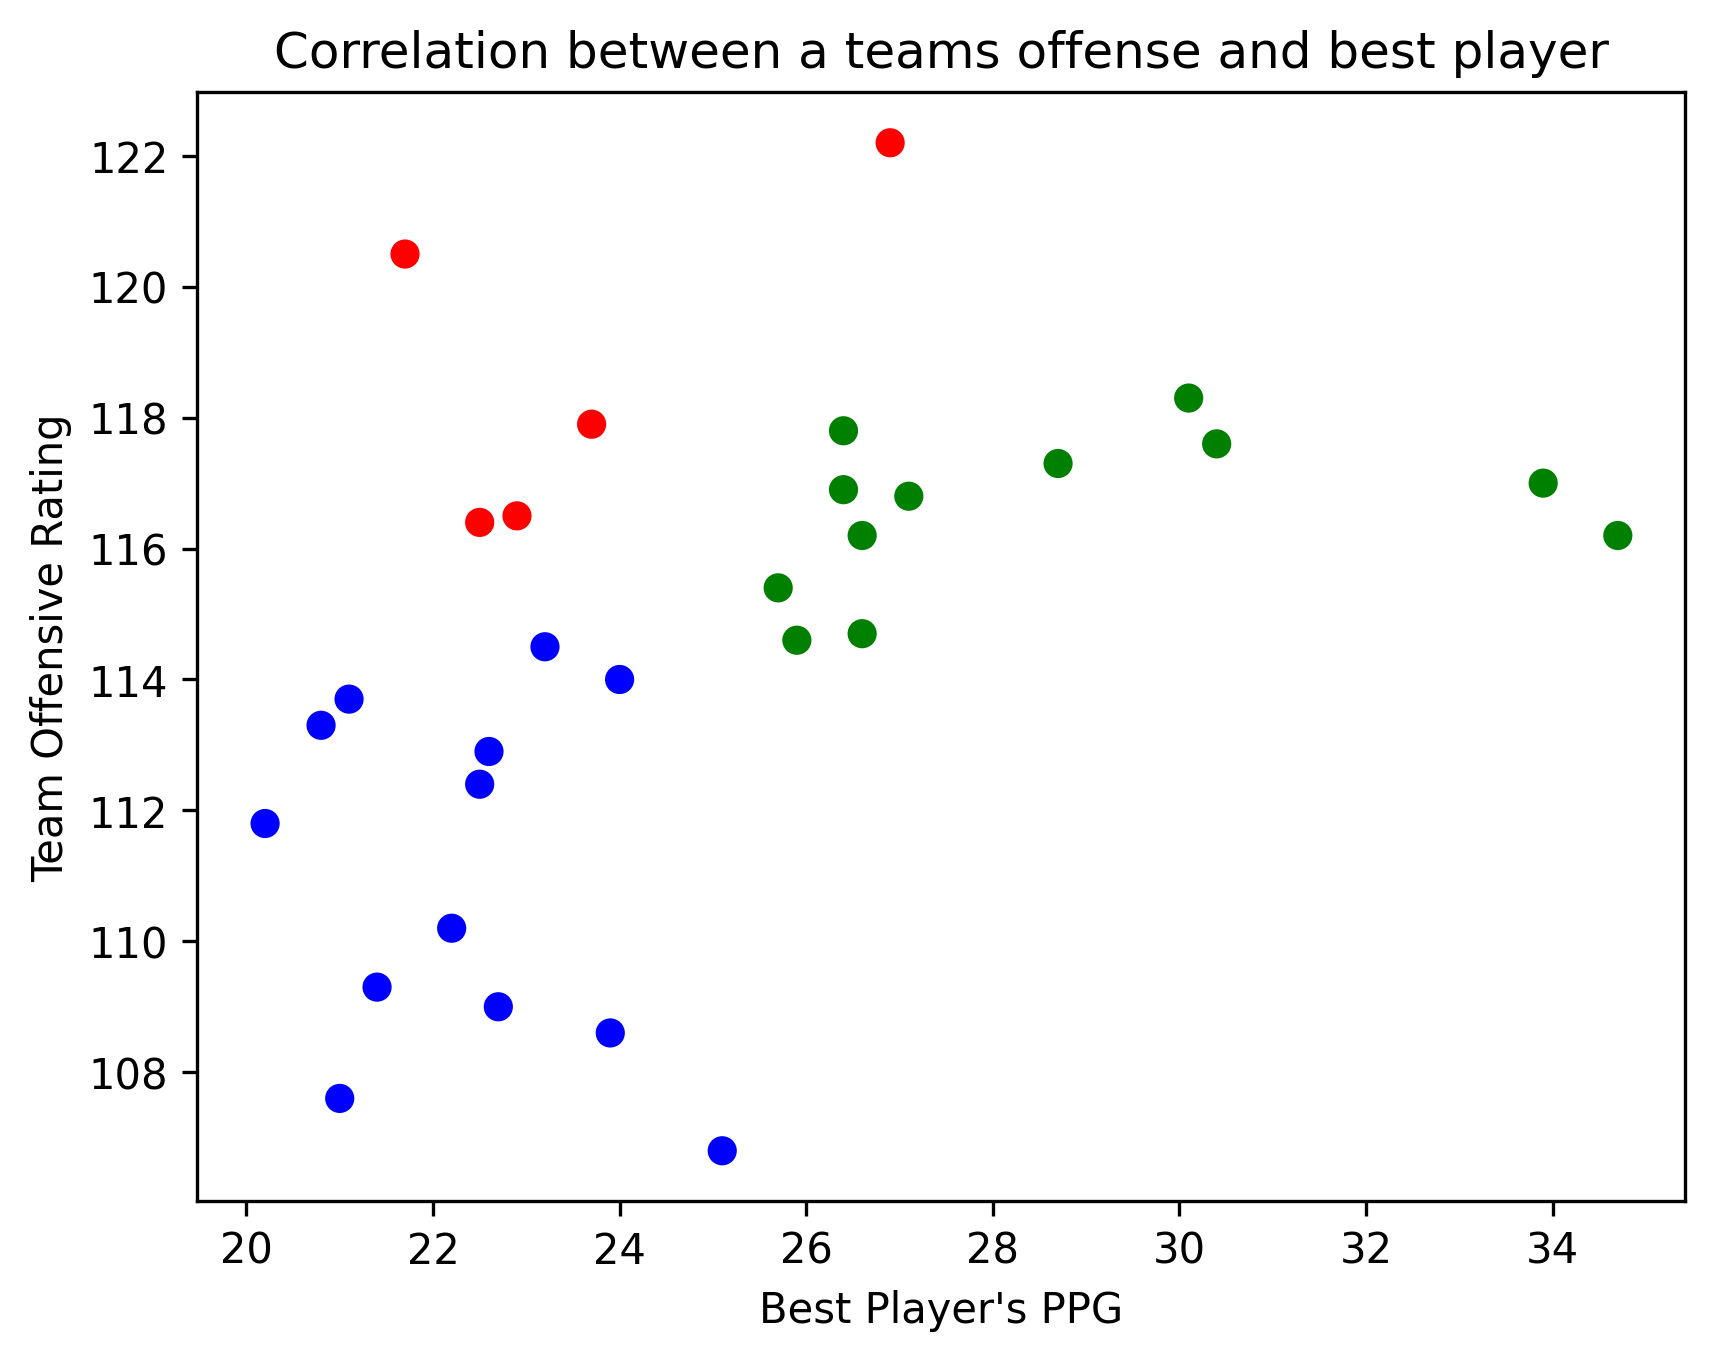 Correlation between a teams offense and best player
122
120
118
116
114
112
110
108
Team Offensive Rating
20 22 24 26 28 30 32 34
Best Player's PPG